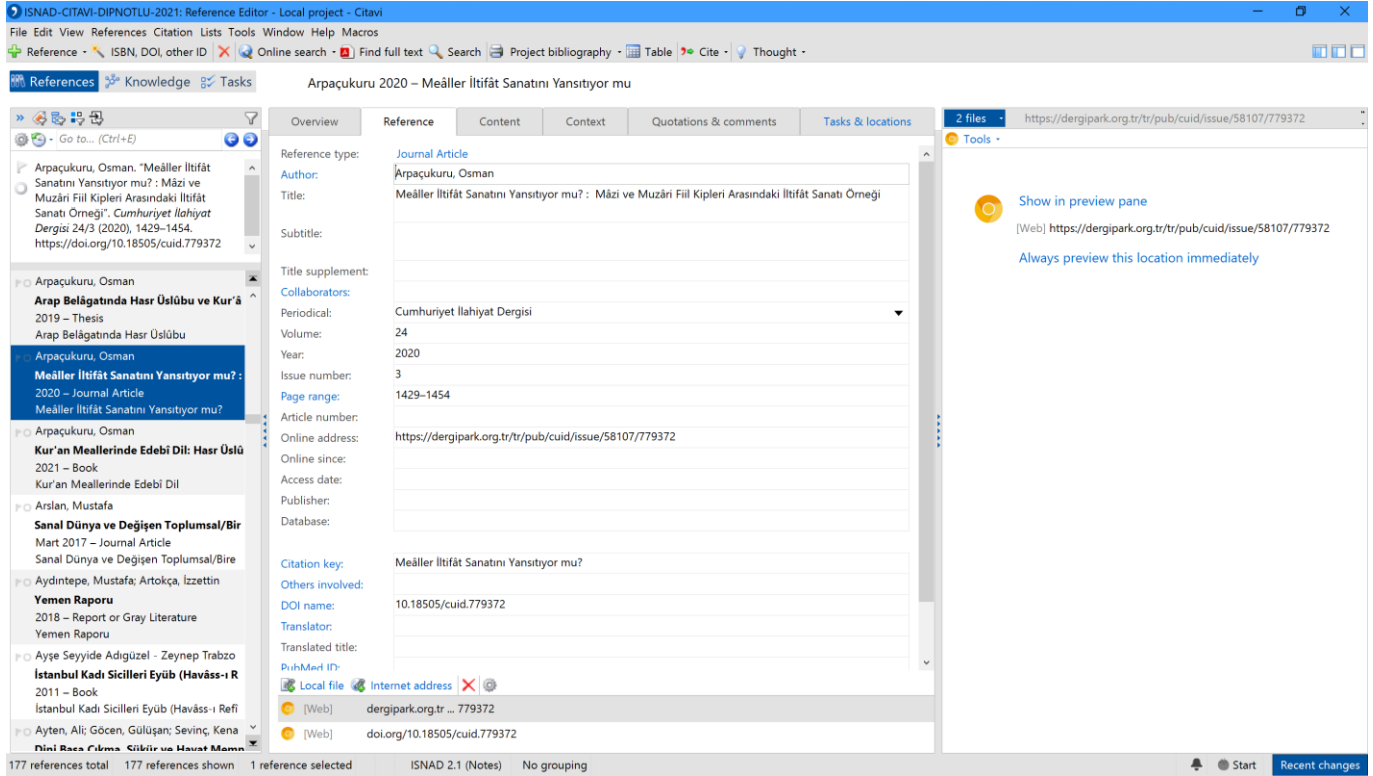 ISNAD-CITAVI-DIPNOTLU-2021: Reference Editor - Local project - Citavi
File Edit View References Citation Lists Tools Window Help Macros
Reference ISBN, DOI, other ID Online search Find full text Search Project bibliography Table Cite Thought
References Knowledge Tasks
Arpaçukuru 2020 – Meâller İltifât Sanatını Yansıtıyor mu
Go to... (Ctrl+E)
Arpaçukuru, Osman. "Meâller İltifât
Sanatını Yansıtıyor mu? : Mâzi ve
Muzâri Fiil Kipleri Arasındaki İltifât
Sanatı Örneği". Cumhuriyet İlahiyat
Dergisi 24/3 (2020), 1429–1454.
https://doi.org/10.18505/cuid.779372
Arpaçukuru, Osman
Arap Belâgatında Hasr Üslûbu ve Kur'â
2019 – Thesis
Arap Belâgatında Hasr Üslûbu
Arpaçukuru, Osman
Meâller İltifât Sanatını Yansıtıyor mu? :
2020 – Journal Article
Meâller İltifât Sanatını Yansıtıyor mu?
Arpaçukuru, Osman
Kur'an Meallerinde Edebî Dil: Hasr Üslû
2021 – Book
Kur'an Meallerinde Edebî Dil
Arslan, Mustafa
Sanal Dünya ve Değişen Toplumsal/Bir
Mart 2017 – Journal Article
Sanal Dünya ve Değişen Toplumsal/Bire
Aydıntepe, Mustafa; Artokça, İzzettin
Yemen Raporu
2018 – Report or Gray Literature
Yemen Raporu
Ayşe Seyyide Adıgüzel - Zeynep Trabzo
İstanbul Kadı Sicilleri Eyüb (Havâss-ı R
2011 – Book
İstanbul Kadı Sicilleri Eyüb (Havâss-ı Refi
Ayten, Ali; Göcen, Gülüşan; Sevinç, Kena
Dini Başa Çıkma, Şükür ve Hayat Memn
Overview Reference Content Context Quotations & comments Tasks & locations
Reference type: Journal Article
Author: Arpaçukuru, Osman
Title: Meâller İltifât Sanatını Yansıtıyor mu? : Mâzi ve Muzâri Fiil Kipleri Arasındaki İltifât Sanatı Örneği
Subtitle:
Title supplement:
Collaborators:
Periodical: Cumhuriyet İlahiyat Dergisi
Volume: 24
Year: 2020
Issue number: 3
Page range: 1429–1454
Article number:
Online address: https://dergipark.org.tr/tr/pub/cuid/issue/58107/779372
Online since:
Access date:
Publisher:
Database:
Citation key: Meâller İltifât Sanatını Yansıtıyor mu?
Others involved:
DOI name: 10.18505/cuid.779372
Translator:
Translated title:
PubMed ID:
Local file Internet address
[Web] dergipark.org.tr ... 779372
[Web] doi.org/10.18505/cuid.779372
2 files https://dergipark.org.tr/tr/pub/cuid/issue/58107/779372
Tools
Show in preview pane
[Web] https://dergipark.org.tr/tr/pub/cuid/issue/58107/779372
Always preview this location immediately
177 references total 177 references shown 1 reference selected ISNAD 2.1 (Notes) No grouping Start Recent changes